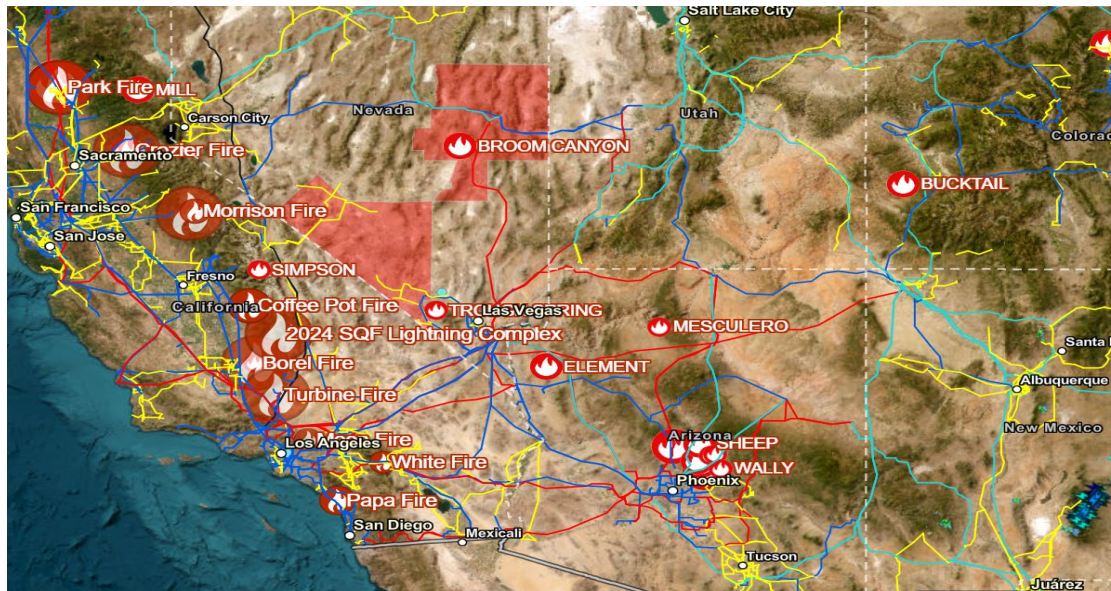 Salt Lake City
Park Fire
MILL
Nevada
Carson City
Utah
Colorad
Sacramento
Crozier Fire
BROOM CANYON
BUCKTAIL
San Francisco
Morrison Fire
San Jose
SIMPSON
Fresno
California
Coffee Pot Fire
Las Vegas
2024 SQF Lightning Complex
MESCULERO
Santa
Borel Fire
ELEMENT
Albuquerque
Turbine Fire
New Mexico
Los Angeles
Fire
Arizona
SHEEP
White Fire
WALLY
Phoenix
Papa Fire
San Diego
Mexicali
Tucson
Juárez